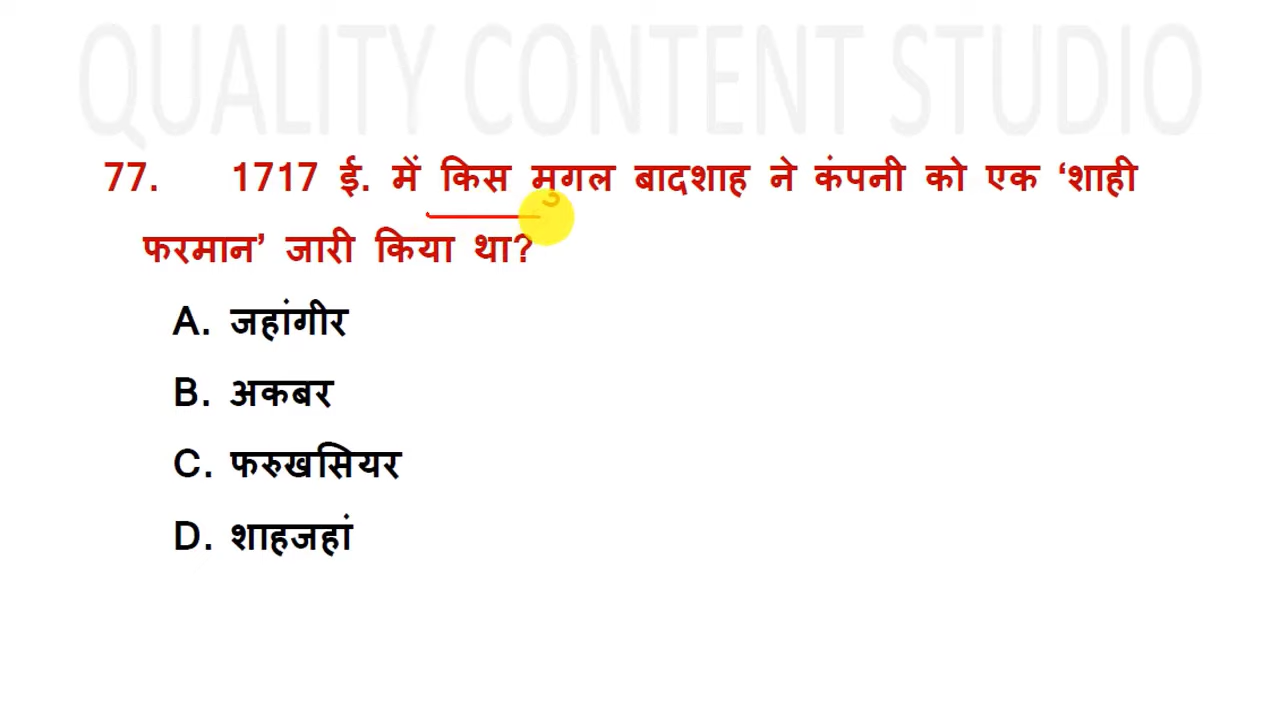 QUALITY CONTENT STUDIO
77. 1717 ई. में किस मुगल बादशाह ने कंपनी को एक ‘शाही
फरमान’ जारी किया था?
A. जहांगीर
B. अकबर
C. फरुखसियर
D. शाहजहां